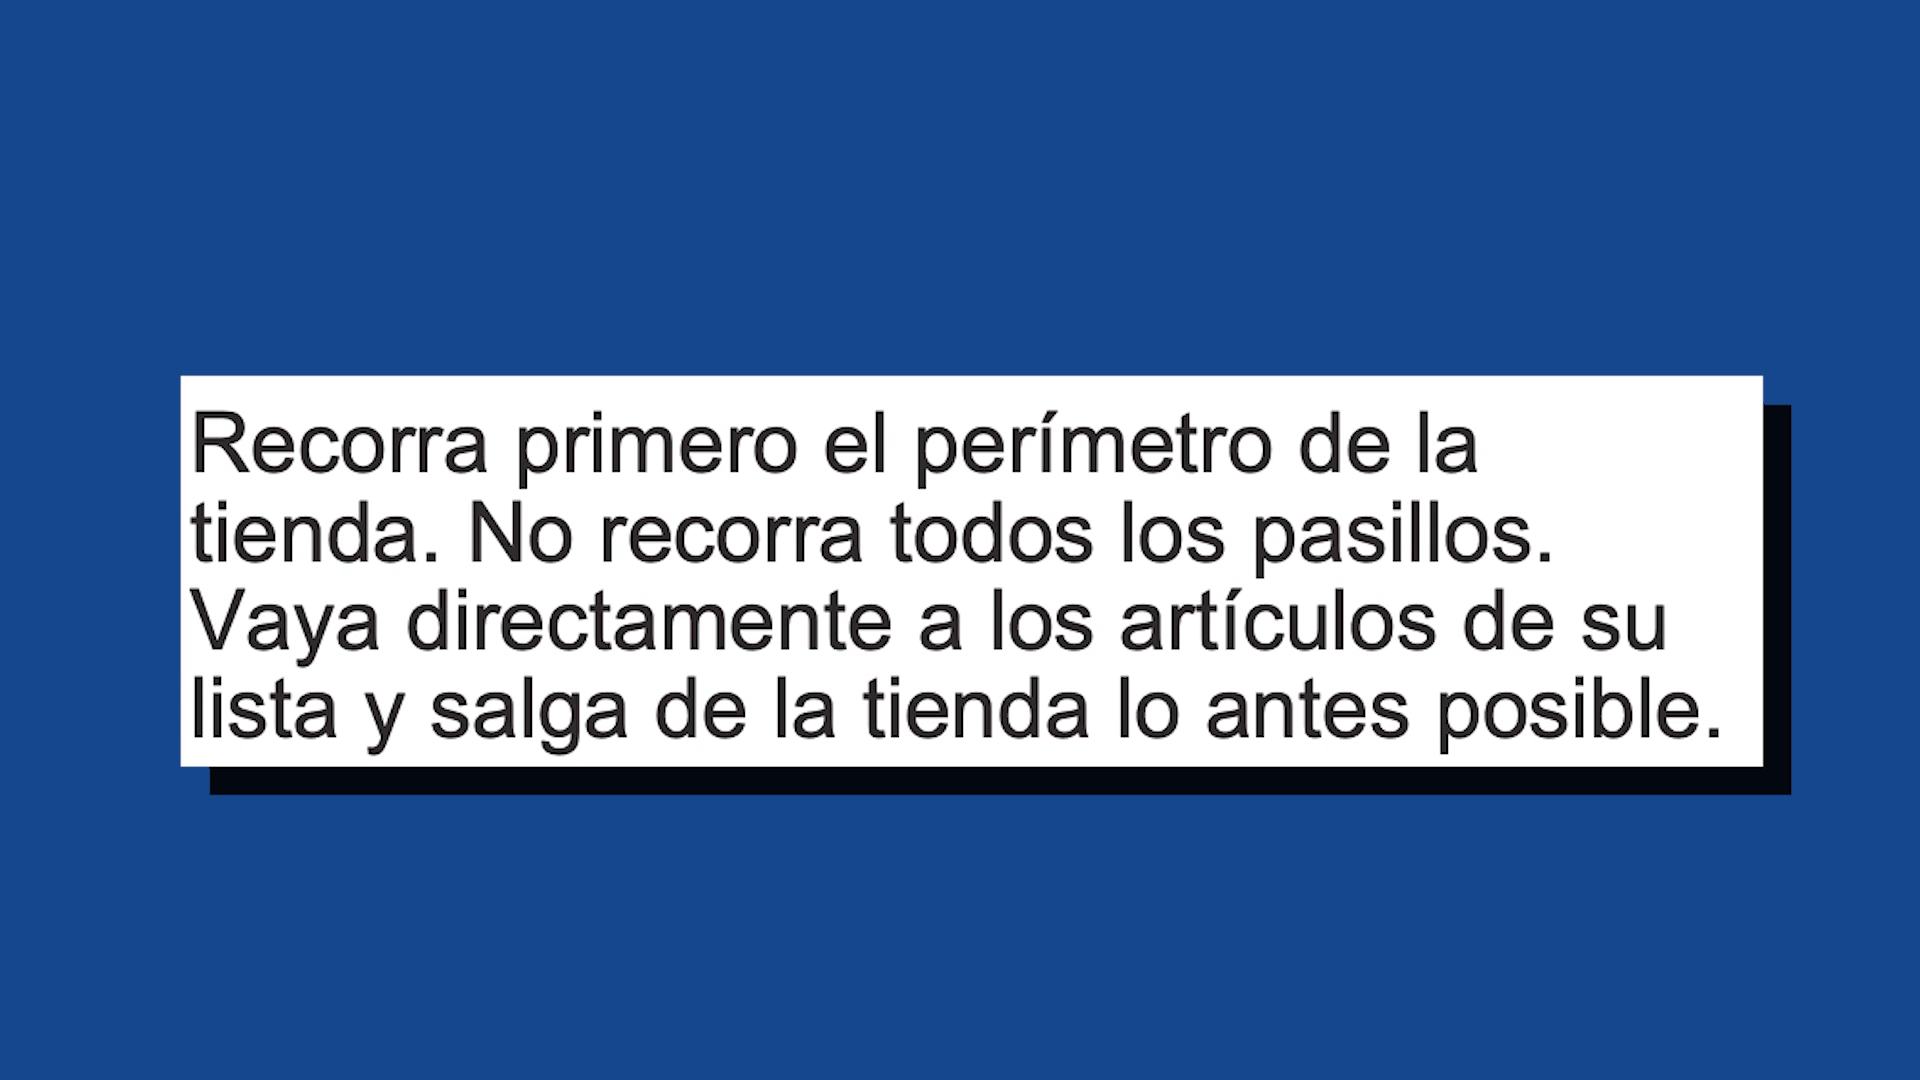 Recorra primero el perímetro de la
tienda. No recorra todos los pasillos.
Vaya directamente a los artículos de su
lista y salga de la tienda lo antes posible.